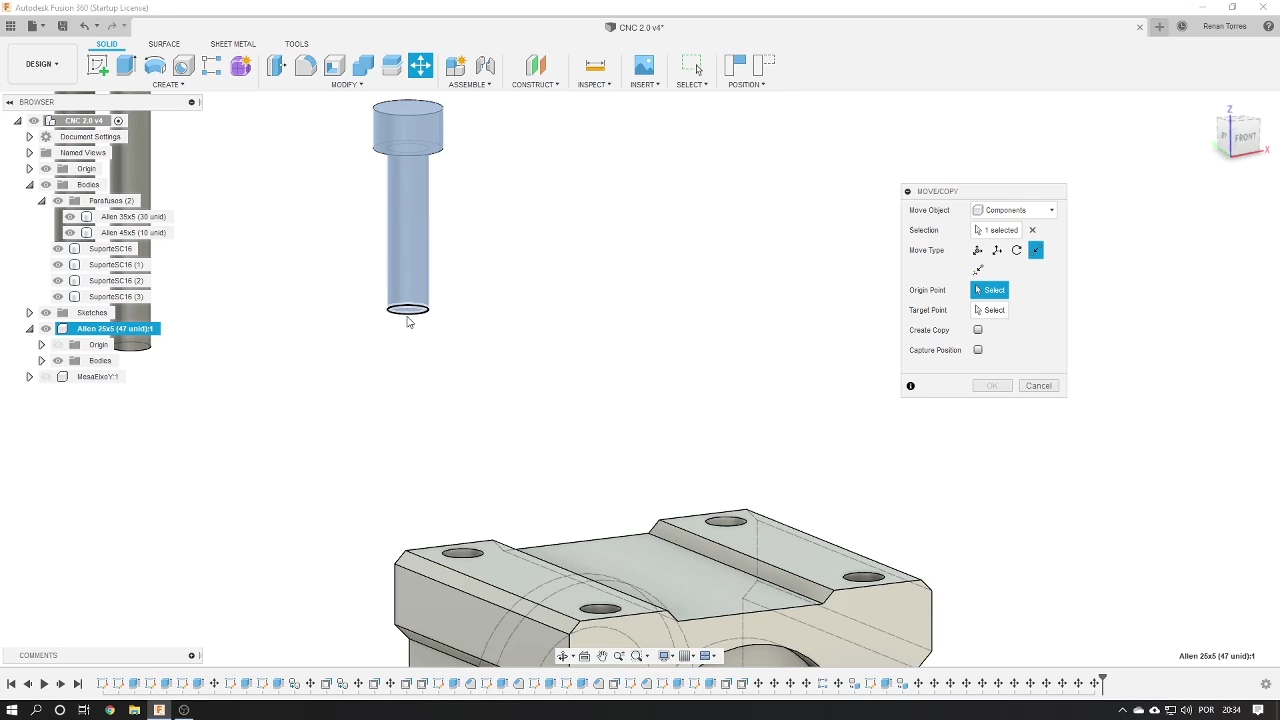 Autodesk Fusion 360 (Startup License)
CNC 2.0 v4*
Renan Torres
DESIGN
SOLID SURFACE SHEET METAL TOOLS
CREATE MODIFY ASSEMBLE CONSTRUCT INSPECT INSERT SELECT POSITION
BROWSER
CNC 2.0 v4
Document Settings
Named Views
Origin
Bodies
Parafusos (2)
Allen 35x5 (30 unid)
Allen 45x5 (10 unid)
SuporteSC16
SuporteSC16 (1)
SuporteSC16 (2)
SuporteSC16 (3)
Sketches
Allen 25x5 (47 unid):1
Origin
Bodies
MesaEixoY:1
Z
FRONT
X
MOVE/COPY
Move Object Components
Selection 1 selected
Move Type
Origin Point Select
Target Point Select
Create Copy
Capture Position
OK Cancel
COMMENTS
Allen 25x5 (47 unid):1
POR 20:34